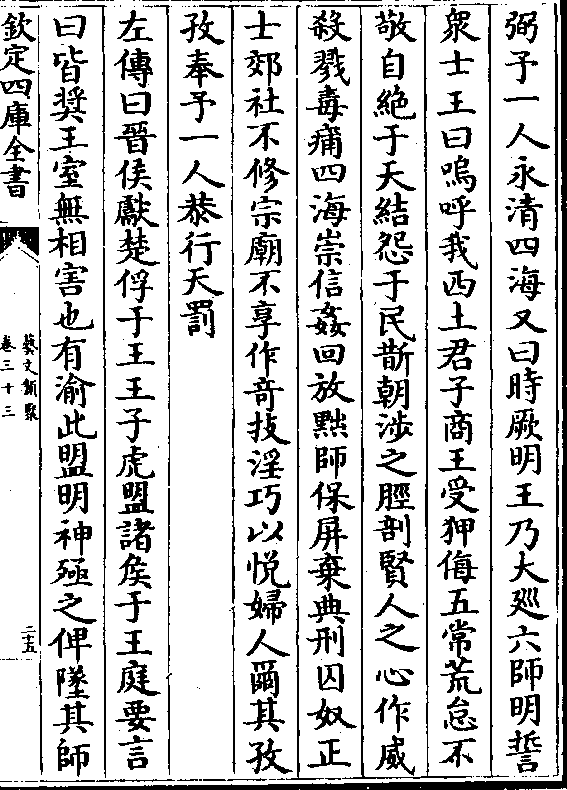 弼予一人永清四海又曰時厥明王乃大廵六師明誓
衆士王曰嗚呼我西土君子商王受狎侮五常荒怠不
敬自絶于天結怨于民斮朝渉之脛剖賢人之心作威
殺戮毒痡四海崇信姦回放黜師保屏棄典刑囚奴正
士郊社不修宗廟不享作竒技淫巧以悦婦人爾其孜
孜奉予一人恭行天罰
左傳曰晉侯獻楚俘于王王子虎盟諸侯于王庭要言
曰皆奬王室無相害也有渝此盟明神殛之俾墜其師
欽定四庫全書
藝文類聚
卷三十三
二十五